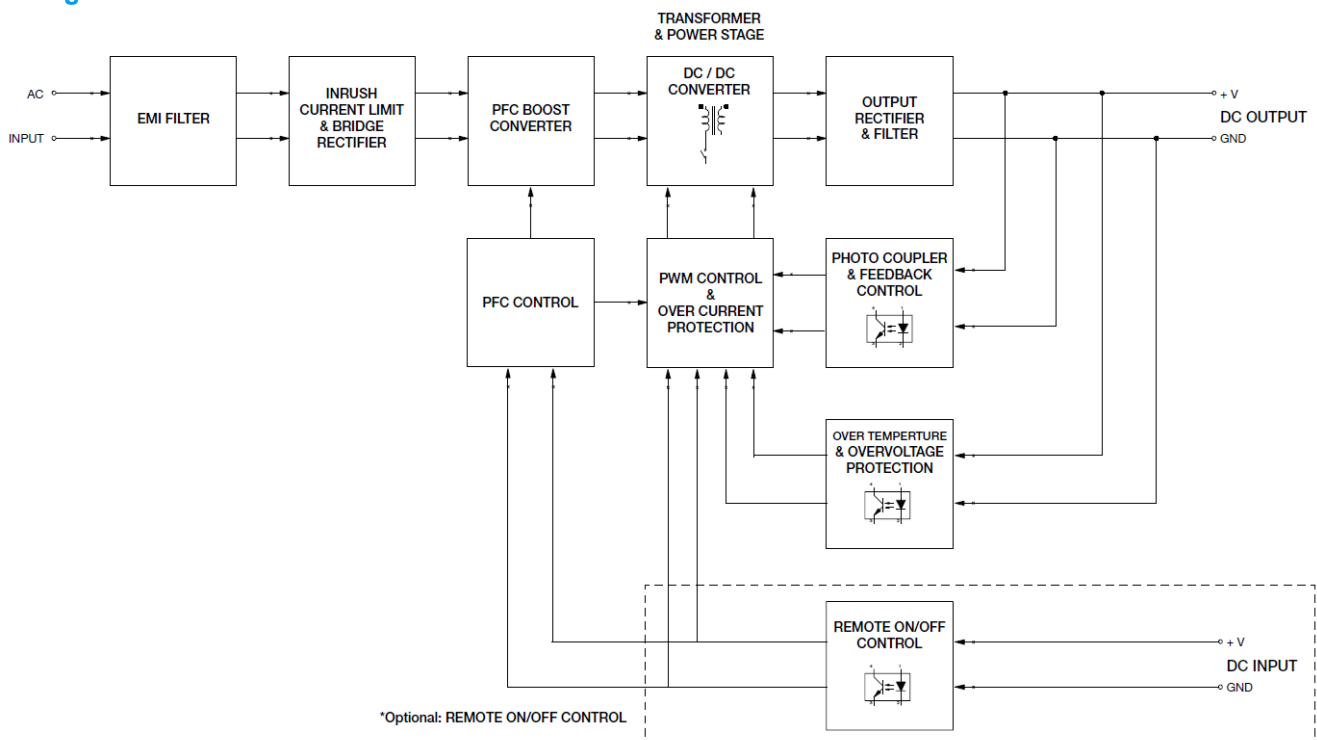 TRANSFORMER
& POWER STAGE
AC
INPUT
EMI FILTER
INRUSH
CURRENT LIMIT
& BRIDGE
RECTIFIER
PFC BOOST
CONVERTER
DC / DC
CONVERTER
OUTPUT
RECTIFIER
& FILTER
+ V
DC OUTPUT
GND
PFC CONTROL
PWM CONTROL
&
OVER CURRENT
PROTECTION
PHOTO COUPLER
& FEEDBACK
CONTROL
OVER TEMPERTURE
& OVERVOLTAGE
PROTECTION
REMOTE ON/OFF
CONTROL
+ V
DC INPUT
GND
*Optional: REMOTE ON/OFF CONTROL